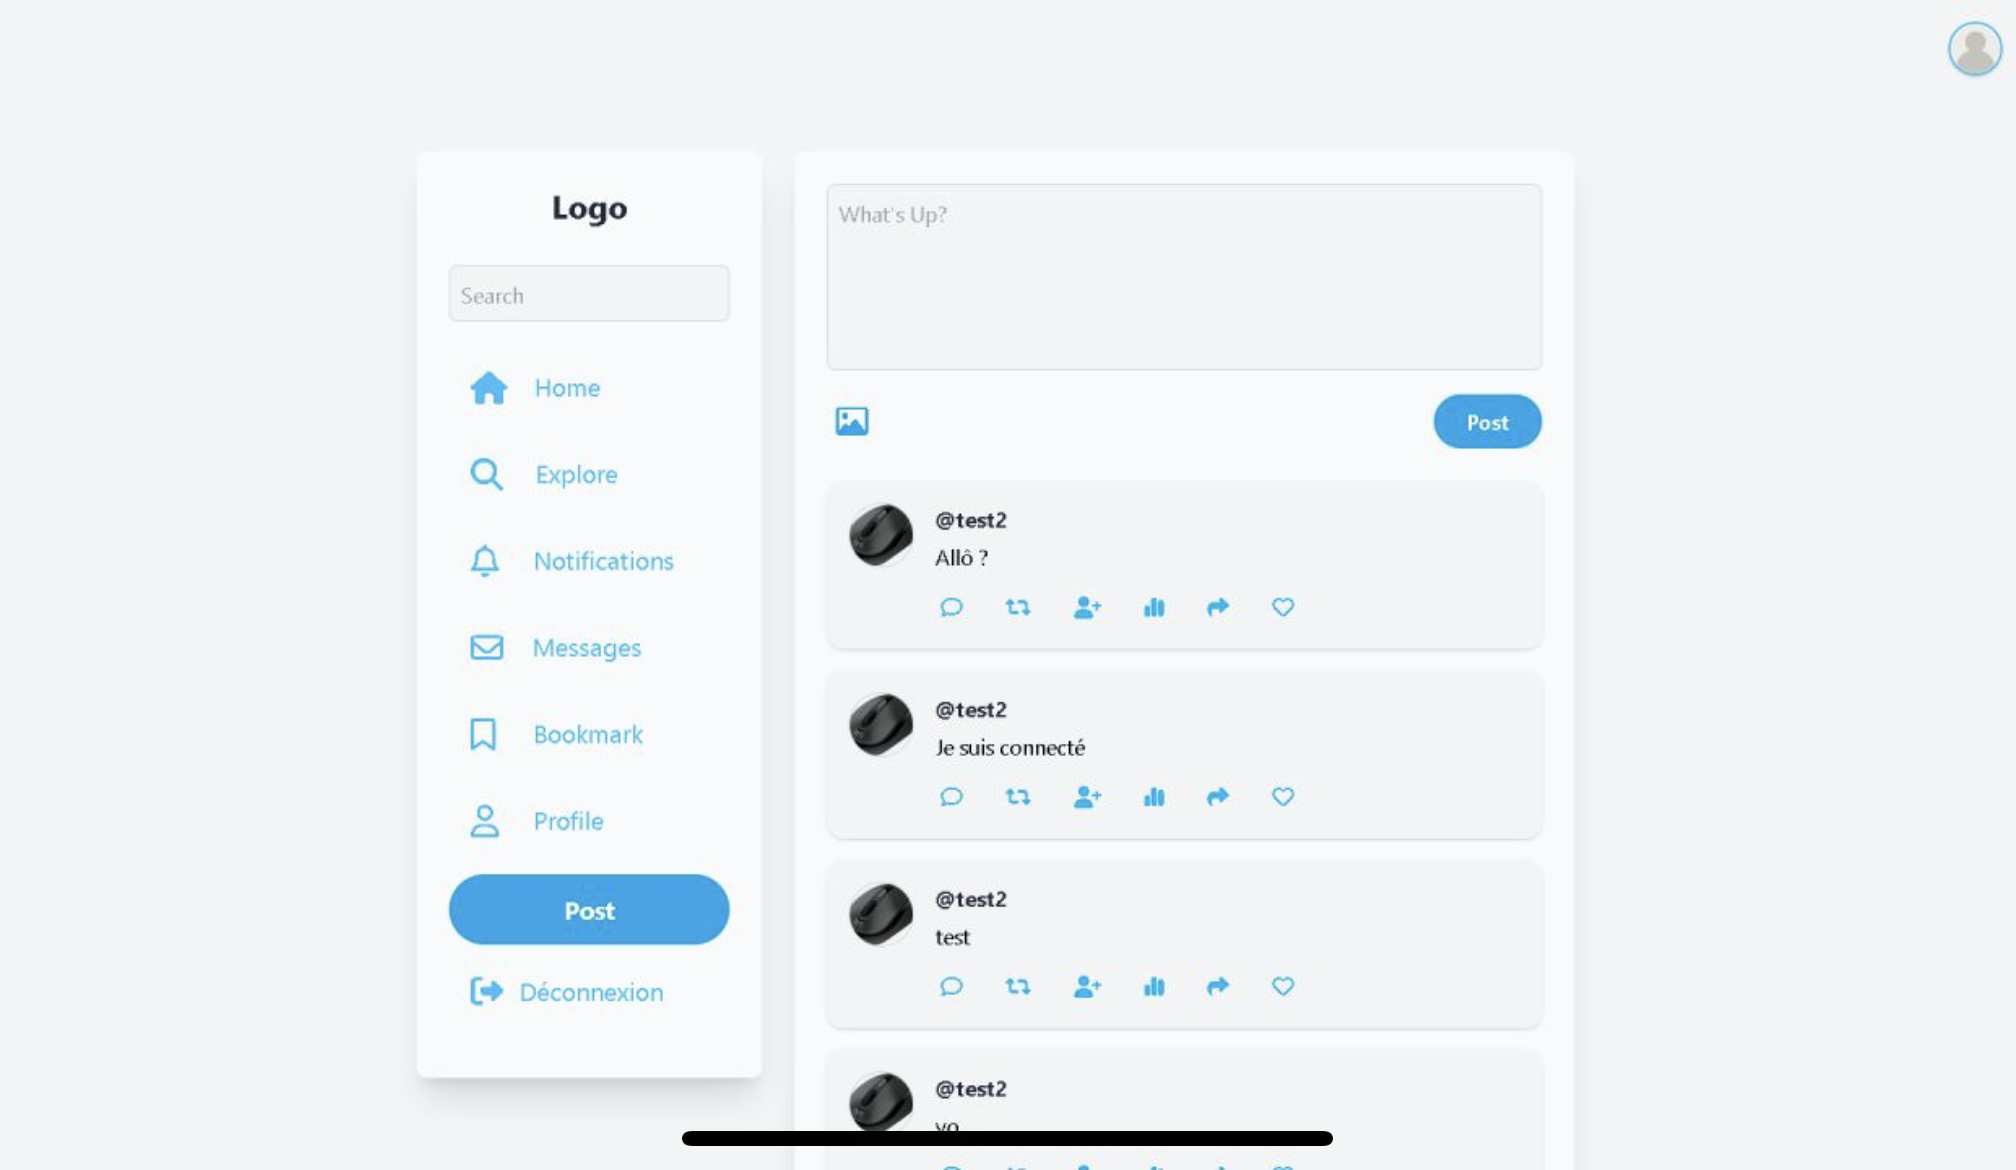 Logo
Search
Home
Explore
Notifications
Messages
Bookmark
Profile
Post
Déconnexion
What's Up?
Post
@test2
Allô ?
@test2
Je suis connecté
@test2
test
@test2
yo